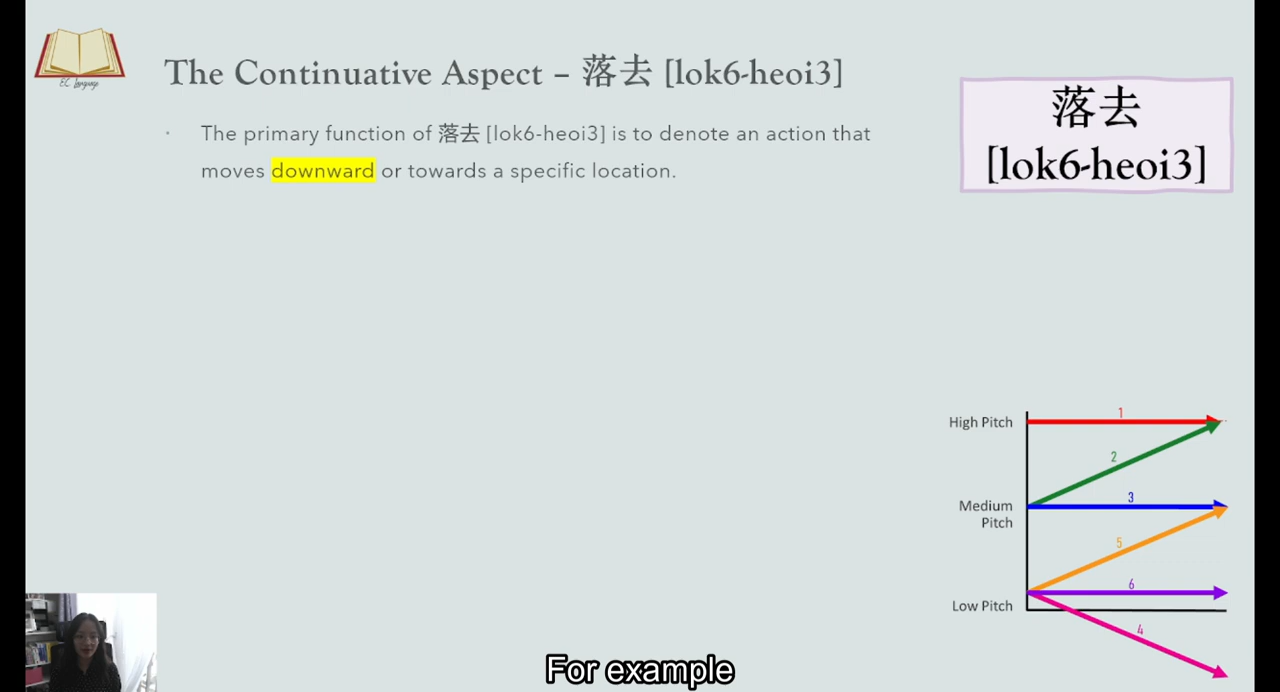 EC Language
The Continuative Aspect – 落去 [lok6-heoi3]
· The primary function of 落去 [lok6-heoi3] is to denote an action that
moves downward or towards a specific location.
落去
[lok6-heoi3]
High Pitch
1
2
Medium
Pitch
3
5
6
Low Pitch
4
For example